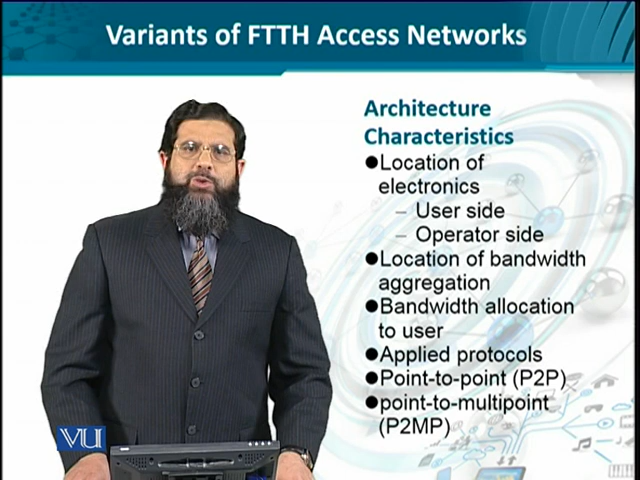 Variants of FTTH Access Networks
Architecture
Characteristics
●Location of
electronics
– User side
– Operator side
●Location of bandwidth
aggregation
●Bandwidth allocation
to user
●Applied protocols
●Point-to-point (P2P)
●point-to-multipoint
(P2MP)
VU